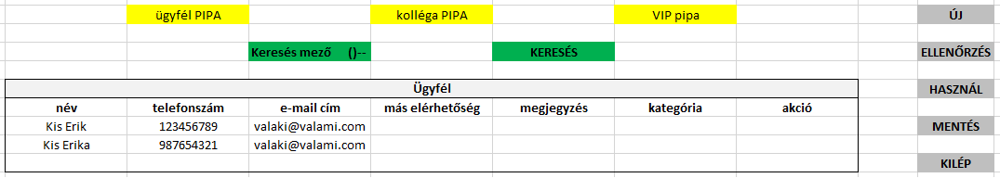 ügyfél PIPA kolléga PIPA VIP pipa ÚJ
Keresés mező ()-- KERESÉS ELLENŐRZÉS
Ügyfél HASZNÁL
név telefonszám e-mail cím más elérhetőség megjegyzés kategória akció
Kis Erik 123456789 valaki@valami.com MENTÉS
Kis Erika 987654321 valaki@valami.com
KILÉP